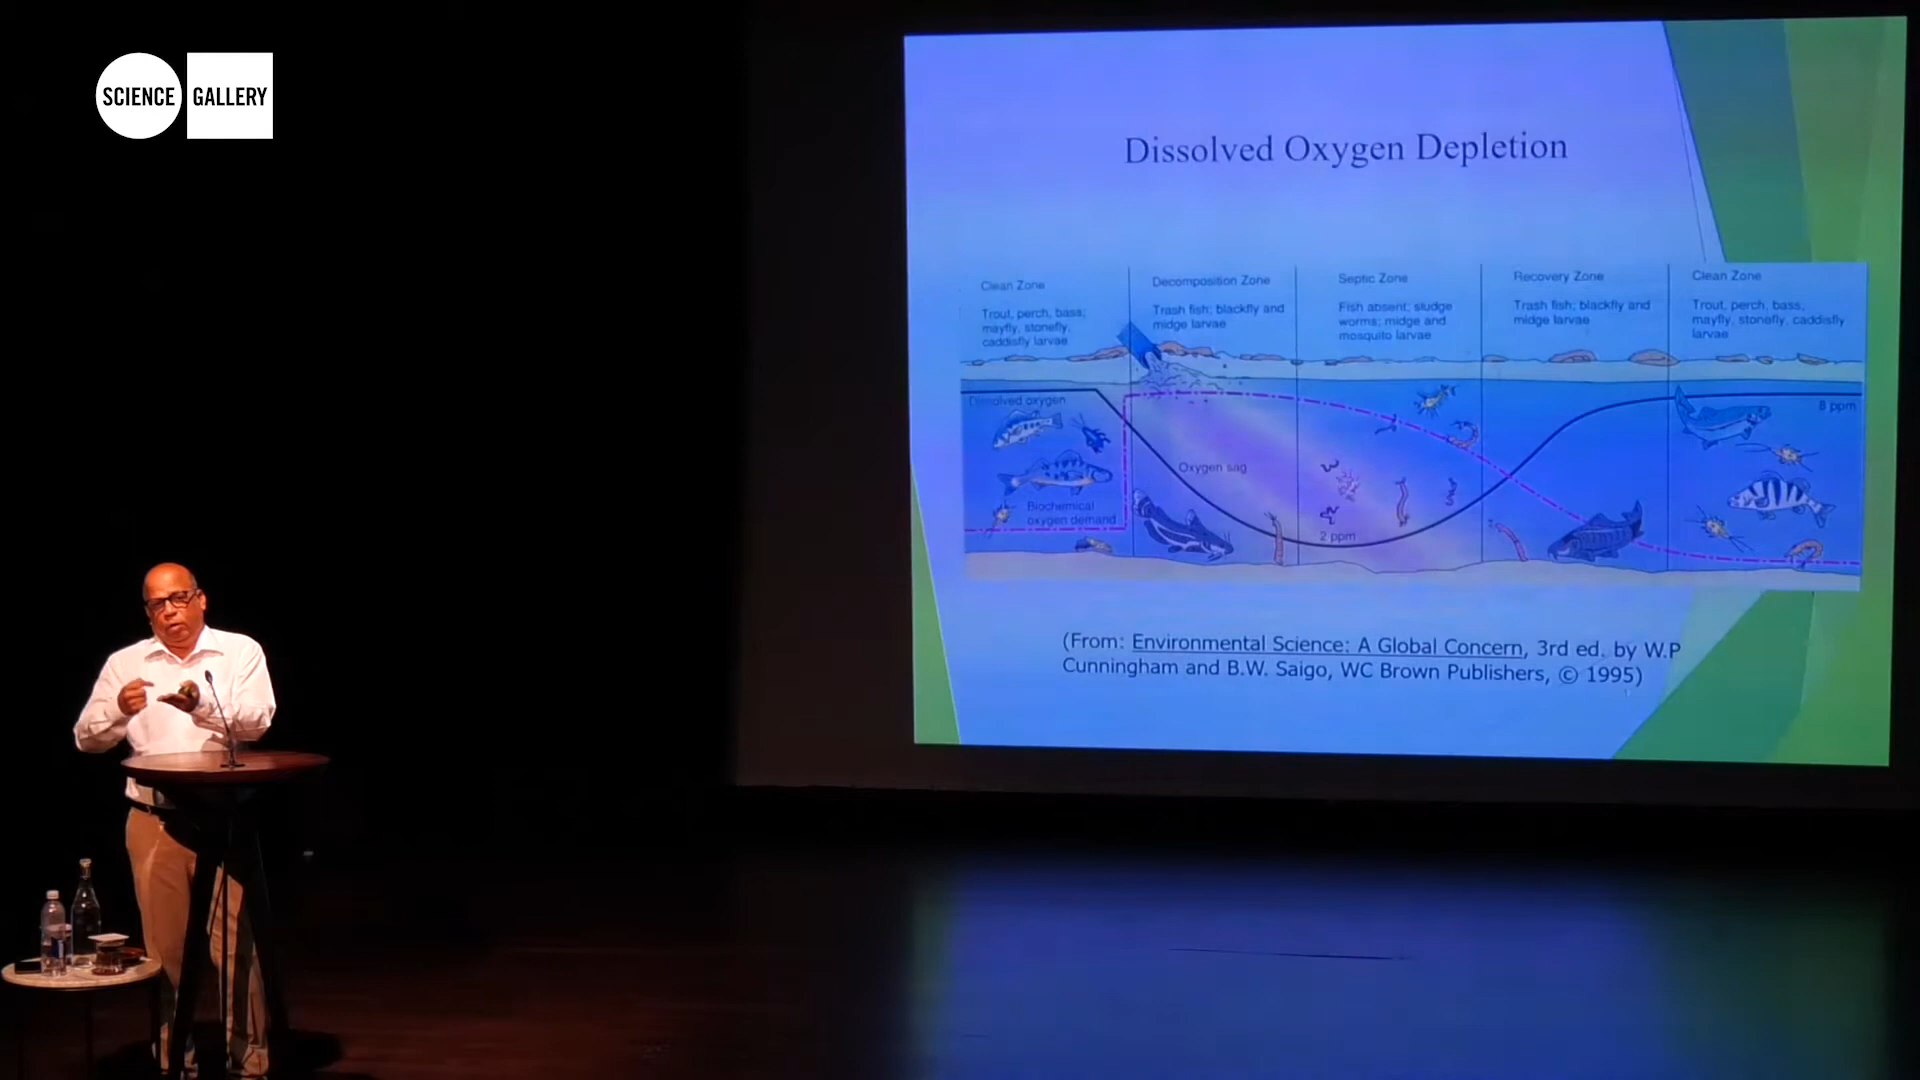 SCIENCE GALLERY
Dissolved Oxygen Depletion
Clean Zone
Trout, perch, bass;
mayfly, stonefly,
caddisfly larvae
Decomposition Zone
Trash fish; blackfly and
midge larvae
Septic Zone
Fish absent; sludge
worms; midge and
mosquito larvae
Recovery Zone
Trash fish; blackfly and
midge larvae
Clean Zone
Trout, perch, bass,
mayfly, stonefly, caddisfly
larvae
Dissolved oxygen
8 ppm
Oxygen sag
Biochemical
oxygen demand
2 ppm
(From: Environmental Science: A Global Concern, 3rd ed. by W.P
Cunningham and B.W. Saigo, WC Brown Publishers, © 1995)